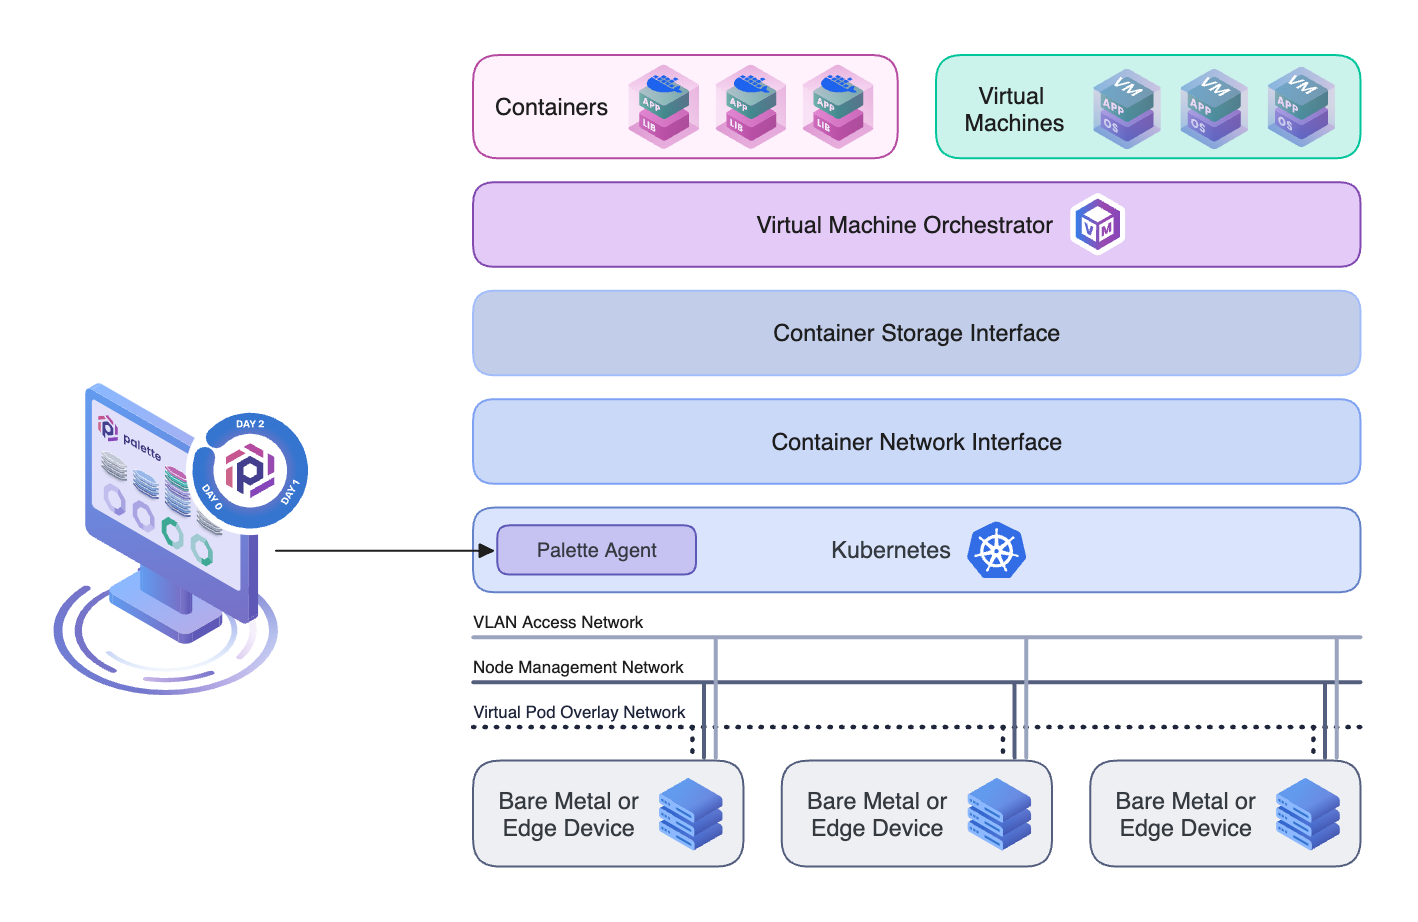 Containers
APP
LIB
APP
LIB
APP
LIB
Virtual
Machines
VM
APP
OS
VM
APP
OS
VM
APP
OS
Virtual Machine Orchestrator
V M
Container Storage Interface
Container Network Interface
palette
DAY 2
DAY 0
DAY 1
Palette Agent
Kubernetes
VLAN Access Network
Node Management Network
Virtual Pod Overlay Network
Bare Metal or
Edge Device
Bare Metal or
Edge Device
Bare Metal or
Edge Device